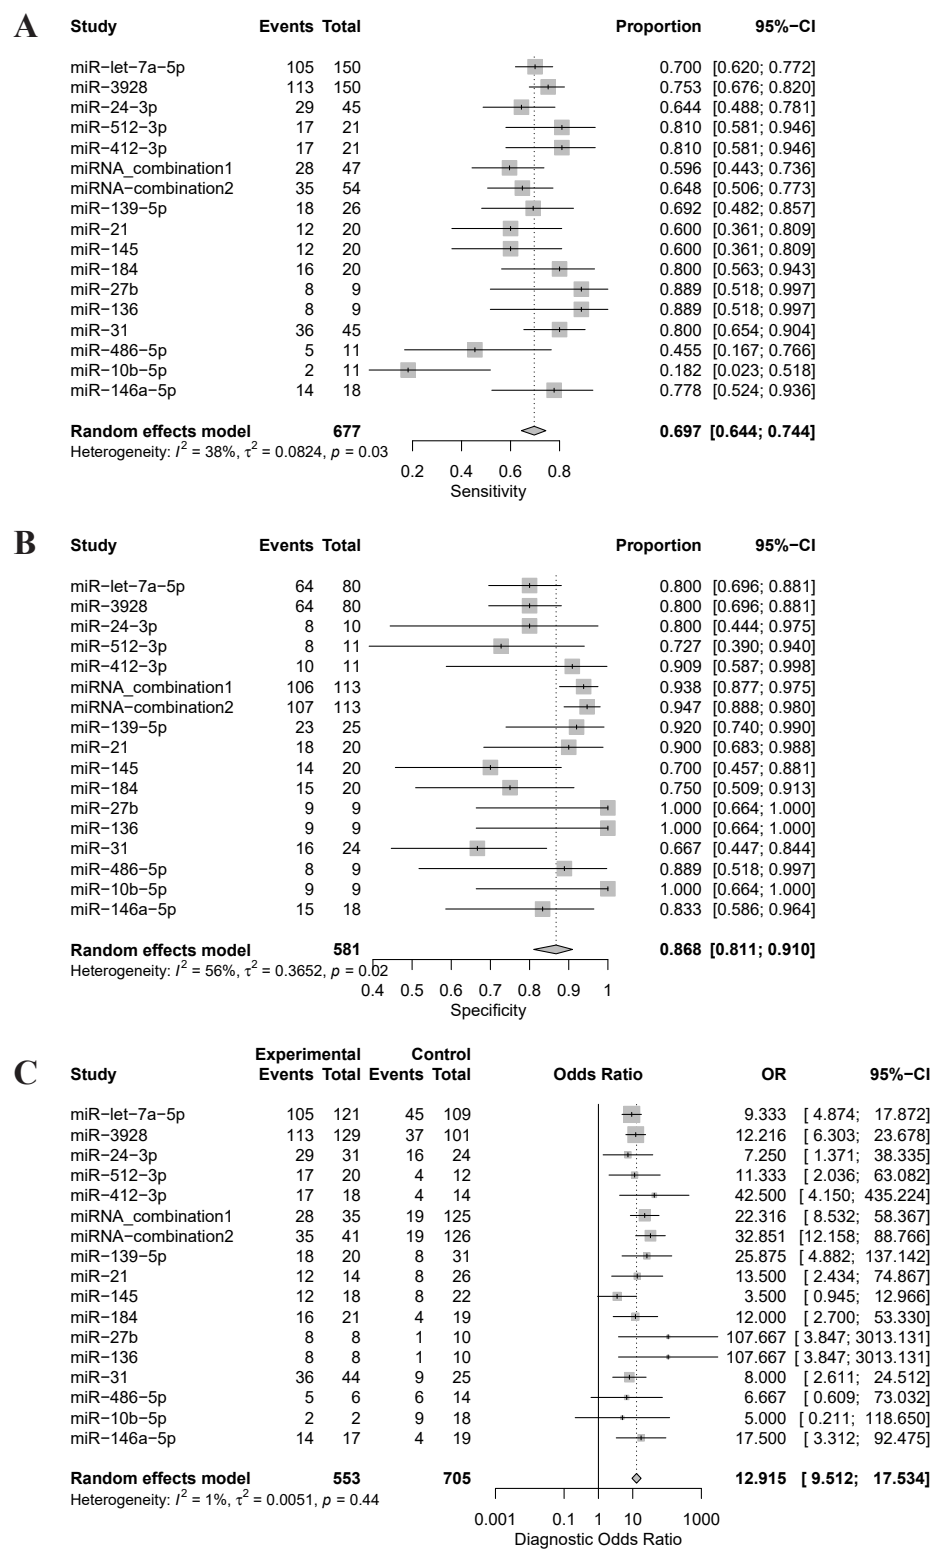 A
Study Events Total Proportion 95%−CI
miR−let−7a−5p 105 150 0.700 [0.620; 0.772]
miR−3928 113 150 0.753 [0.676; 0.820]
miR−24−3p 29 45 0.644 [0.488; 0.781]
miR−512−3p 17 21 0.810 [0.581; 0.946]
miR−412−3p 17 21 0.810 [0.581; 0.946]
miRNA_combination1 28 47 0.596 [0.443; 0.736]
miRNA−combination2 35 54 0.648 [0.506; 0.773]
miR−139−5p 18 26 0.692 [0.482; 0.857]
miR−21 12 20 0.600 [0.361; 0.809]
miR−145 12 20 0.600 [0.361; 0.809]
miR−184 16 20 0.800 [0.563; 0.943]
miR−27b 8 9 0.889 [0.518; 0.997]
miR−136 8 9 0.889 [0.518; 0.997]
miR−31 36 45 0.800 [0.654; 0.904]
miR−486−5p 5 11 0.455 [0.167; 0.766]
miR−10b−5p 2 11 0.182 [0.023; 0.518]
miR−146a−5p 14 18 0.778 [0.524; 0.936]
Random effects model 677 0.697 [0.644; 0.744]
Heterogeneity: I² = 38%, τ² = 0.0824, p = 0.03
0.2 0.4 0.6 0.8
Sensitivity
B
Study Events Total Proportion 95%−CI
miR−let−7a−5p 64 80 0.800 [0.696; 0.881]
miR−3928 64 80 0.800 [0.696; 0.881]
miR−24−3p 8 10 0.800 [0.444; 0.975]
miR−512−3p 8 11 0.727 [0.390; 0.940]
miR−412−3p 10 11 0.909 [0.587; 0.998]
miRNA_combination1 106 113 0.938 [0.877; 0.975]
miRNA−combination2 107 113 0.947 [0.888; 0.980]
miR−139−5p 23 25 0.920 [0.740; 0.990]
miR−21 18 20 0.900 [0.683; 0.988]
miR−145 14 20 0.700 [0.457; 0.881]
miR−184 15 20 0.750 [0.509; 0.913]
miR−27b 9 9 1.000 [0.664; 1.000]
miR−136 9 9 1.000 [0.664; 1.000]
miR−31 16 24 0.667 [0.447; 0.844]
miR−486−5p 8 9 0.889 [0.518; 0.997]
miR−10b−5p 9 9 1.000 [0.664; 1.000]
miR−146a−5p 15 18 0.833 [0.586; 0.964]
Random effects model 581 0.868 [0.811; 0.910]
Heterogeneity: I² = 56%, τ² = 0.3652, p = 0.02
0.4 0.5 0.6 0.7 0.8 0.9 1
Specificity
Experimental Control
C
Study Events Total Events Total Odds Ratio OR 95%−CI
miR−let−7a−5p 105 121 45 109 9.333 [ 4.874; 17.872]
miR−3928 113 129 37 101 12.216 [ 6.303; 23.678]
miR−24−3p 29 31 16 24 7.250 [ 1.371; 38.335]
miR−512−3p 17 20 4 12 11.333 [ 2.036; 63.082]
miR−412−3p 17 18 4 14 42.500 [ 4.150; 435.224]
miRNA_combination1 28 35 19 125 22.316 [ 8.532; 58.367]
miRNA−combination2 35 41 19 126 32.851 [12.158; 88.766]
miR−139−5p 18 20 8 31 25.875 [ 4.882; 137.142]
miR−21 12 14 8 26 13.500 [ 2.434; 74.867]
miR−145 12 18 8 22 3.500 [ 0.945; 12.966]
miR−184 16 21 4 19 12.000 [ 2.700; 53.330]
miR−27b 8 8 1 10 107.667 [ 3.847; 3013.131]
miR−136 8 8 1 10 107.667 [ 3.847; 3013.131]
miR−31 36 44 9 25 8.000 [ 2.611; 24.512]
miR−486−5p 5 6 6 14 6.667 [ 0.609; 73.032]
miR−10b−5p 2 2 9 18 5.000 [ 0.211; 118.650]
miR−146a−5p 14 17 4 19 17.500 [ 3.312; 92.475]
Random effects model 553 705 12.915 [ 9.512; 17.534]
Heterogeneity: I² = 1%, τ² = 0.0051, p = 0.44
0.001 0.1 1 10 1000
Diagnostic Odds Ratio